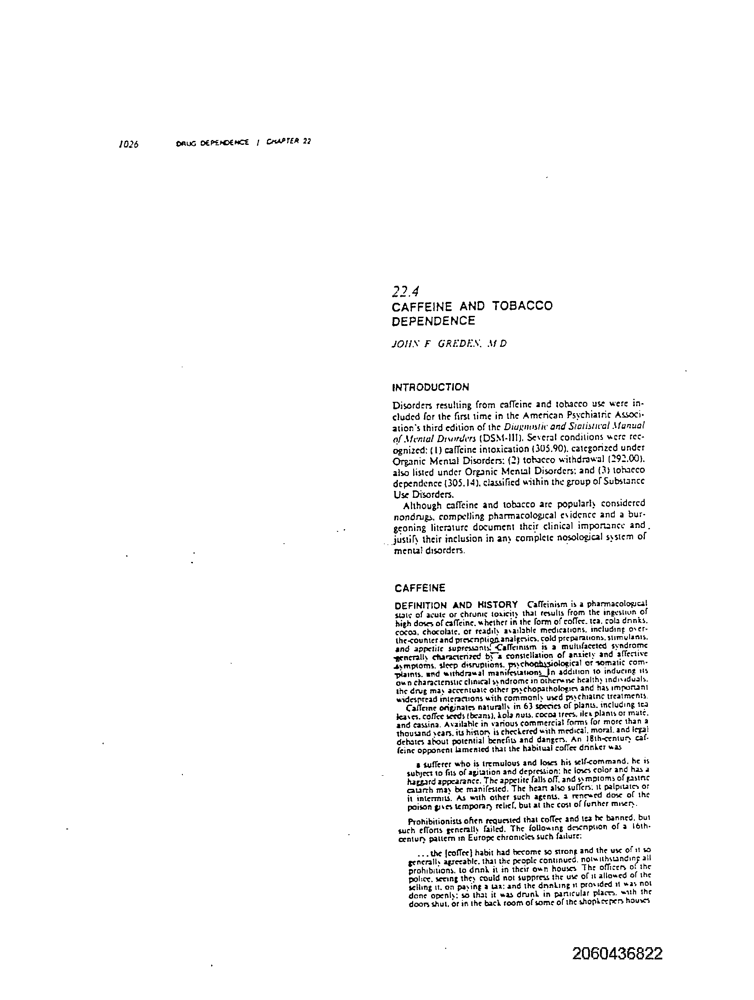 1026 DRUG DEPENDENCE / CHAPTER 22
22.4
CAFFEINE AND TOBACCO
DEPENDENCE
JOHN F GREDEN, M D
INTRODUCTION
Disorders resulting from caffeine and tobacco use were in-
cluded for the first time in the American Psychiatric Associ-
ation's third edition of the Diagnostic and Statistical Manual
of Mental Disorders (DSM-III). Several conditions were rec-
ognized: (1) caffeine intoxication (305.90), categorized under
Organic Mental Disorders; (2) tobacco withdrawal (292.00),
also listed under Organic Mental Disorders; and (3) tobacco
dependence (305.14), classified within the group of Substance
Use Disorders.
Although caffeine and tobacco are popularly considered
nondrugs, compelling pharmacological evidence and a bur-
geoning literature document their clinical importance and
justify their inclusion in any complete nosological system of
mental disorders.
CAFFEINE
DEFINITION AND HISTORY Caffeinism is a pharmacological
state of acute or chronic toxicity that results from the ingestion of
high doses of caffeine, whether in the form of coffee, tea, cola drinks,
cocoa, chocolate, or readily available medications, including over-
the-counter and prescription analgesics, cold preparations, stimulants,
and appetite supressants. Caffeinism is a multifaceted syndrome
generally characterized by a constellation of anxiety and affective
symptoms, sleep disruptions, psychophysiological or somatic com-
plaints, and withdrawal manifestations. In addition to inducing its
own characteristic clinical syndrome in otherwise healthy individuals,
the drug may accentuate other psychopathologies and has important
widespread interactions with commonly used psychiatric treatments.
Caffeine originates naturally in 63 species of plants, including tea
leaves, coffee seeds (beans), kola nuts, cocoa trees, ilex plants or maté,
and cassina. Available in various commercial forms for more than a
thousand years, its history is checkered with medical, moral, and legal
debates about potential benefits and dangers. An 18th-century caf-
feine opponent lamented that the habitual coffee drinker was
a sufferer who is tremulous and loses his self-command, he is
subject to fits of agitation and depression; he loses color and has a
haggard appearance. The appetite falls off, and symptoms of gastric
catarrh may be manifested. The heart also suffers, it palpitates or
it intermits. As with other such agents, a renewed dose of the
poison gives temporary relief, but at the cost of further misery.
Prohibitionists often requested that coffee and tea be banned, but
such efforts generally failed. The following description of a 16th-
century pattern in Europe chronicles such failure:
... the [coffee] habit had become so strong and the use of it so
generally agreeable, that the people continued, notwithstanding all
prohibitions, to drink it in their own houses The officers of the
police, seeing they could not suppress the use of it allowed of the
selling it, on paying a tax; and the drinking it provided it was not
done openly; so that it was drunk in particular places, with the
doors shut, or in the back room of some of the shopkeepers houses
2060436822